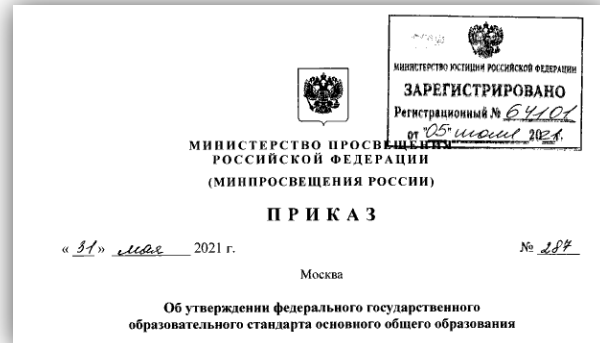 МИНИСТЕРСТВО ЮСТИЦИИ РОССИЙСКОЙ ФЕДЕРАЦИИ
ЗАРЕГИСТРИРОВАНО
Регистрационный № 64101
от "05" июля 2021.
МИНИСТЕРСТВО ПРОСВЕЩЕНИЯ
РОССИЙСКОЙ ФЕДЕРАЦИИ
(МИНПРОСВЕЩЕНИЯ РОССИИ)
ПРИКАЗ
« 31 » мая 2021 г. № 287
Москва
Об утверждении федерального государственного
образовательного стандарта основного общего образования